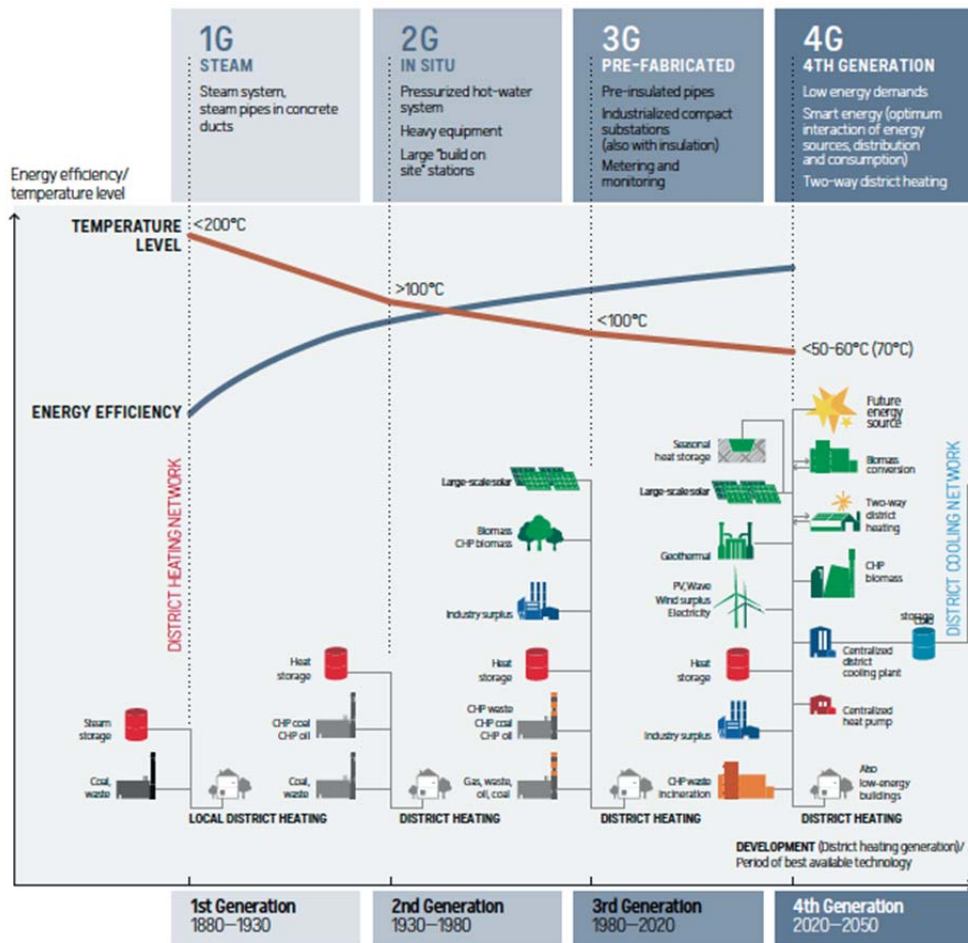 1G
STEAM
Steam system,
steam pipes in concrete
ducts
2G
IN SITU
Pressurized hot-water
system
Heavy equipment
Large "build on
site" stations
3G
PRE-FABRICATED
Pre-insulated pipes
Industrialized compact
substations
(also with insulation)
Metering and
monitoring
4G
4TH GENERATION
Low energy demands
Smart energy (optimum
interaction of energy
sources, distribution
and consumption)
Two-way district heating
Energy efficiency/
temperature level
TEMPERATURE
LEVEL
<200°C
>100°C
<100°C
<50-60°C (70°C)
ENERGY EFFICIENCY
DISTRICT HEATING NETWORK
Steam
storage
Coal,
waste
LOCAL DISTRICT HEATING
Heat
storage
CHP coal
CHP oil
Coal,
waste
DISTRICT HEATING
Large-scale solar
Biomass
CHP biomass
Industry surplus
Heat
storage
CHP waste
CHP coal
CHP oil
Gas, waste,
oil, coal
DISTRICT HEATING
Seasonal
heat storage
Large-scale solar
Geothermal
PV, Wave
Wind surplus
Electricity
Heat
storage
Industry surplus
CHP waste
incineration
Future
energy
source
Biomass
conversion
Two-way
district
heating
CHP
biomass
Centralized
district
cooling plant
storage
Cold
Centralized
heat pump
Also
low-energy
buildings
DISTRICT HEATING
DISTRICT COOLING NETWORK
DEVELOPMENT (District heating generation)/
Period of best available technology
1st Generation
1880–1930
2nd Generation
1930–1980
3rd Generation
1980–2020
4th Generation
2020–2050